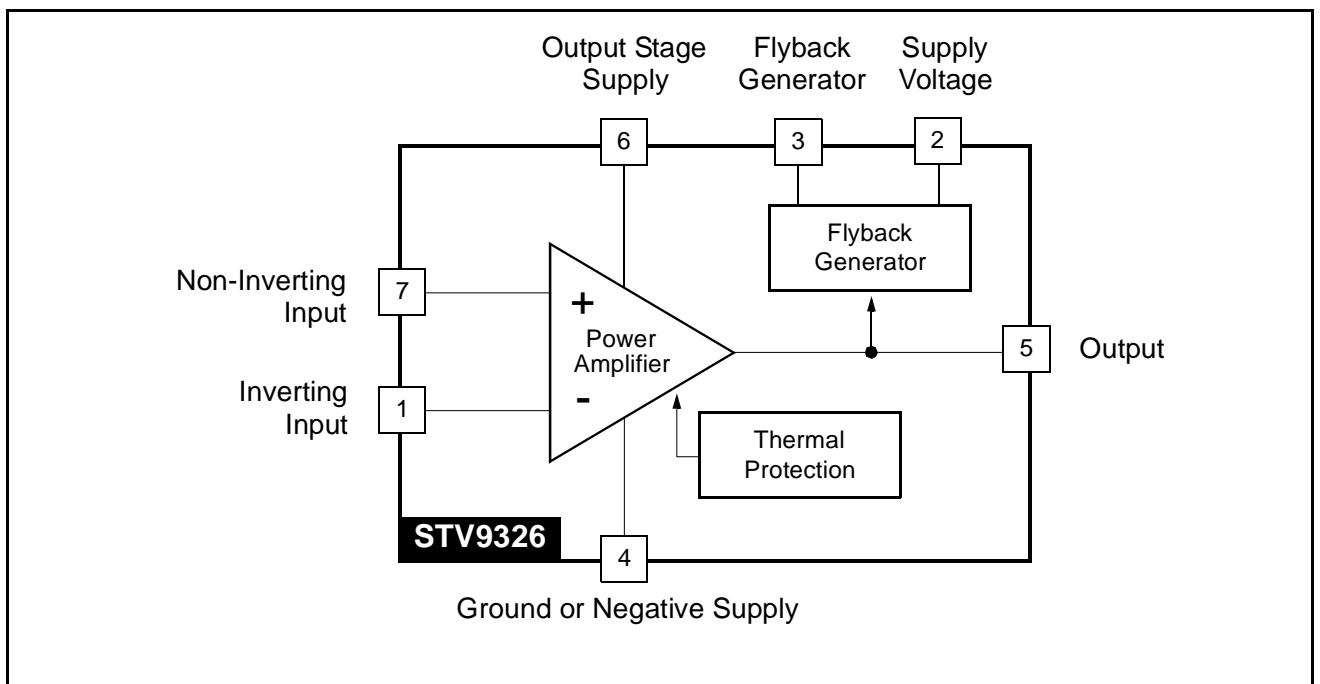 Output Stage
Supply
Flyback
Generator
Supply
Voltage
6
3
2
Flyback
Generator
Non-Inverting
Input
7
+
Power
Amplifier
5
Output
Inverting
Input
1
-
Thermal
Protection
STV9326
4
Ground or Negative Supply